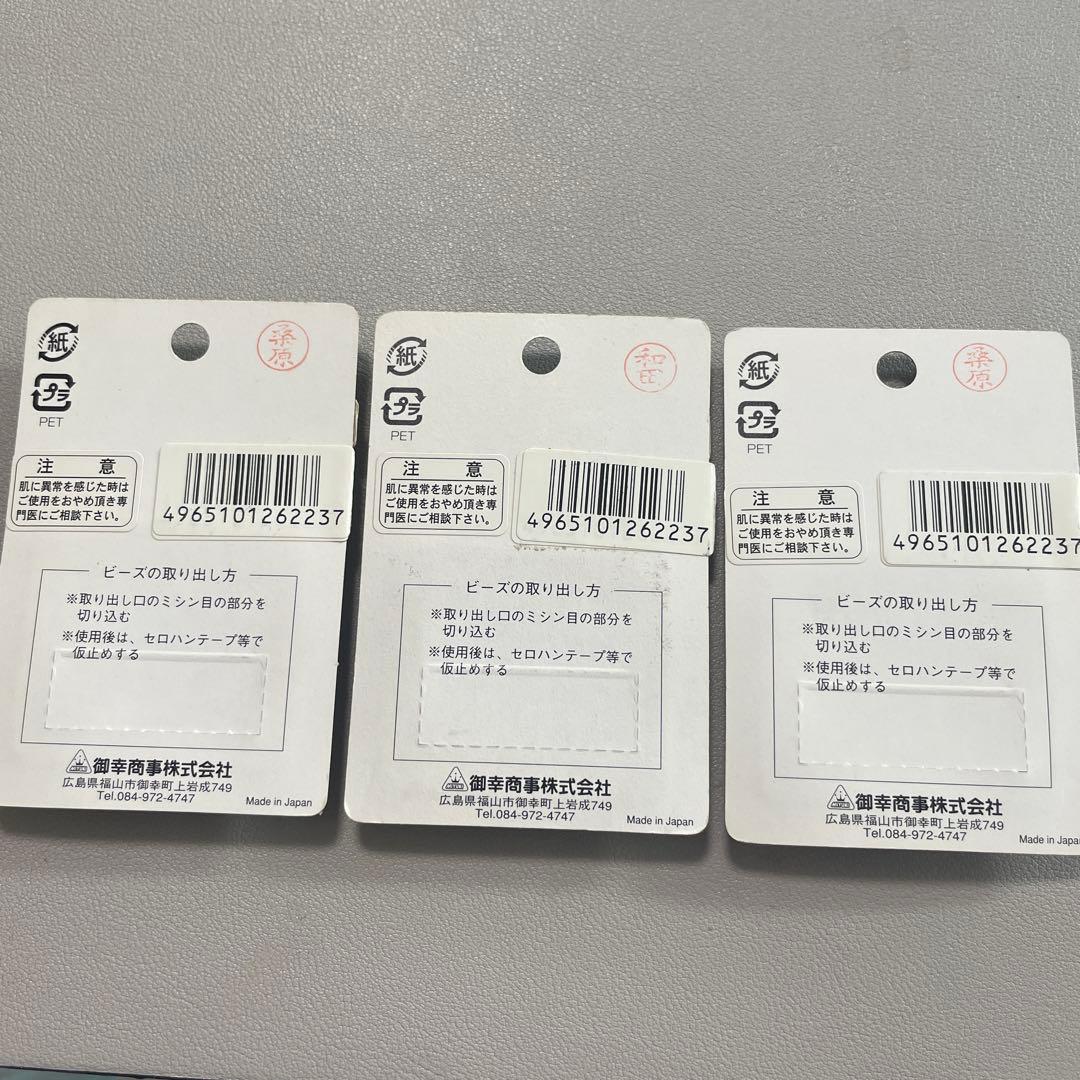 紙
桑原
プラ
PET
注 意
肌に異常を感じた時は
ご使用をおやめ頂き専
門医にご相談下さい。
4965101262237
ビーズの取り出し方
※取り出し口のミシン目の部分を
切り込む
※使用後は、セロハンテープ等で
仮止めする
御幸商事株式会社
広島県福山市御幸町上岩成749
Tel.084-972-4747
Made in Japan
紙
和田
プラ
PET
注 意
肌に異常を感じた時は
ご使用をおやめ頂き専
門医にご相談下さい。
4965101262237
ビーズの取り出し方
※取り出し口のミシン目の部分を
切り込む
※使用後は、セロハンテープ等で
仮止めする
御幸商事株式会社
広島県福山市御幸町上岩成749
Tel.084-972-4747
Made in Japan
紙
桑原
プラ
PET
注 意
肌に異常を感じた時は
ご使用をおやめ頂き専
門医にご相談下さい。
4965101262237
ビーズの取り出し方
※取り出し口のミシン目の部分を
切り込む
※使用後は、セロハンテープ等で
仮止めする
御幸商事株式会社
広島県福山市御幸町上岩成749
Tel.084-972-4747
Made in Japan